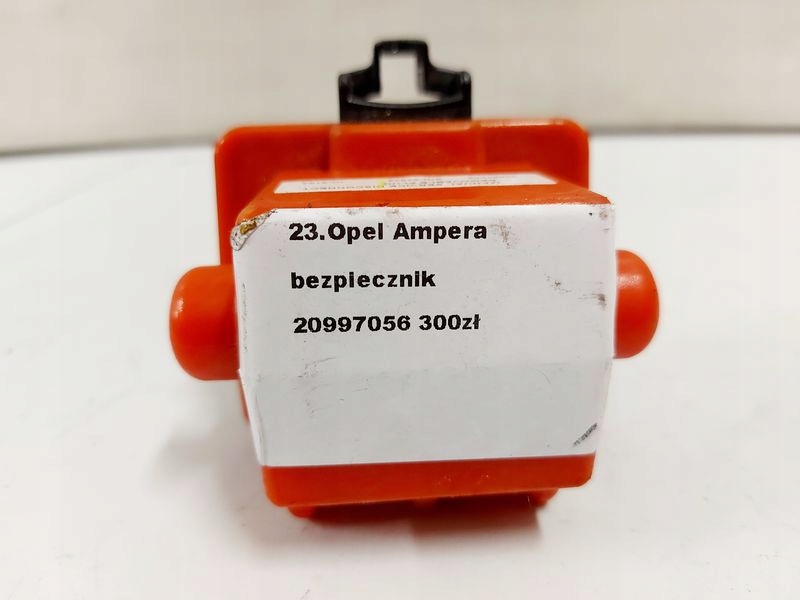 23.Opel Ampera
bezpiecznik
20997056 300zł